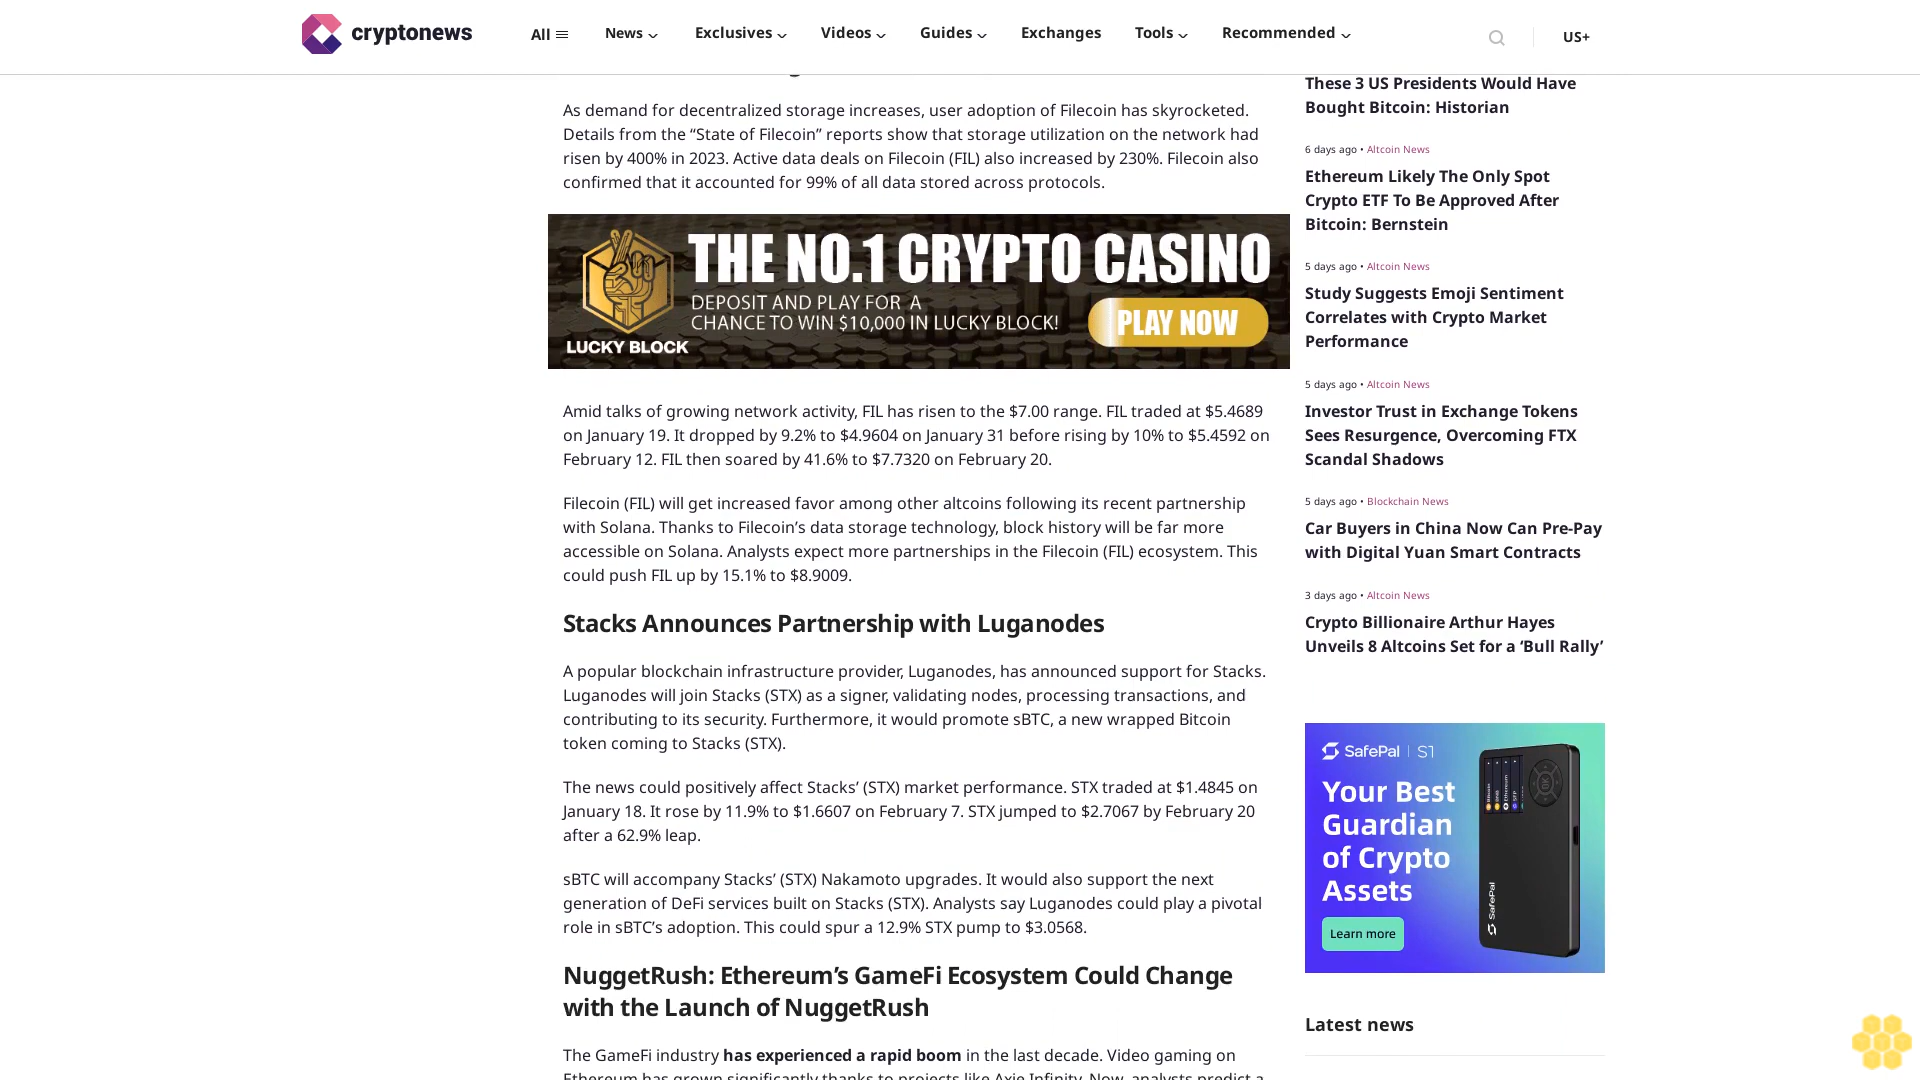 cryptonews
All
News
Exclusives
Videos
Guides
Exchanges
Tools
Recommended
US+
As demand for decentralized storage increases, user adoption of Filecoin has skyrocketed.
Details from the “State of Filecoin” reports show that storage utilization on the network had
risen by 400% in 2023. Active data deals on Filecoin (FIL) also increased by 230%. Filecoin also
confirmed that it accounted for 99% of all data stored across protocols.
THE NO.1 CRYPTO CASINO
DEPOSIT AND PLAY FOR A
CHANCE TO WIN $10,000 IN LUCKY BLOCK!
PLAY NOW
LUCKY BLOCK
Amid talks of growing network activity, FIL has risen to the $7.00 range. FIL traded at $5.4689
on January 19. It dropped by 9.2% to $4.9604 on January 31 before rising by 10% to $5.4592 on
February 12. FIL then soared by 41.6% to $7.7320 on February 20.
Filecoin (FIL) will get increased favor among other altcoins following its recent partnership
with Solana. Thanks to Filecoin’s data storage technology, block history will be far more
accessible on Solana. Analysts expect more partnerships in the Filecoin (FIL) ecosystem. This
could push FIL up by 15.1% to $8.9009.
Stacks Announces Partnership with Luganodes
A popular blockchain infrastructure provider, Luganodes, has announced support for Stacks.
Luganodes will join Stacks (STX) as a signer, validating nodes, processing transactions, and
contributing to its security. Furthermore, it would promote sBTC, a new wrapped Bitcoin
token coming to Stacks (STX).
The news could positively affect Stacks’ (STX) market performance. STX traded at $1.4845 on
January 18. It rose by 11.9% to $1.6607 on February 7. STX jumped to $2.7067 by February 20
after a 62.9% leap.
sBTC will accompany Stacks’ (STX) Nakamoto upgrades. It would also support the next
generation of DeFi services built on Stacks (STX). Analysts say Luganodes could play a pivotal
role in sBTC’s adoption. This could spur a 12.9% STX pump to $3.0568.
NuggetRush: Ethereum’s GameFi Ecosystem Could Change
with the Launch of NuggetRush
The GameFi industry has experienced a rapid boom in the last decade. Video gaming on
Ethereum has grown significantly thanks to projects like Axie Infinity. Now, analysts predict a
These 3 US Presidents Would Have
Bought Bitcoin: Historian
6 days ago • Altcoin News
Ethereum Likely The Only Spot
Crypto ETF To Be Approved After
Bitcoin: Bernstein
5 days ago • Altcoin News
Study Suggests Emoji Sentiment
Correlates with Crypto Market
Performance
5 days ago • Altcoin News
Investor Trust in Exchange Tokens
Sees Resurgence, Overcoming FTX
Scandal Shadows
5 days ago • Blockchain News
Car Buyers in China Now Can Pre-Pay
with Digital Yuan Smart Contracts
3 days ago • Altcoin News
Crypto Billionaire Arthur Hayes
Unveils 8 Altcoins Set for a ‘Bull Rally’
SafePal | S1
Your Best
Guardian
of Crypto
Assets
Learn more
SafePal
Latest news